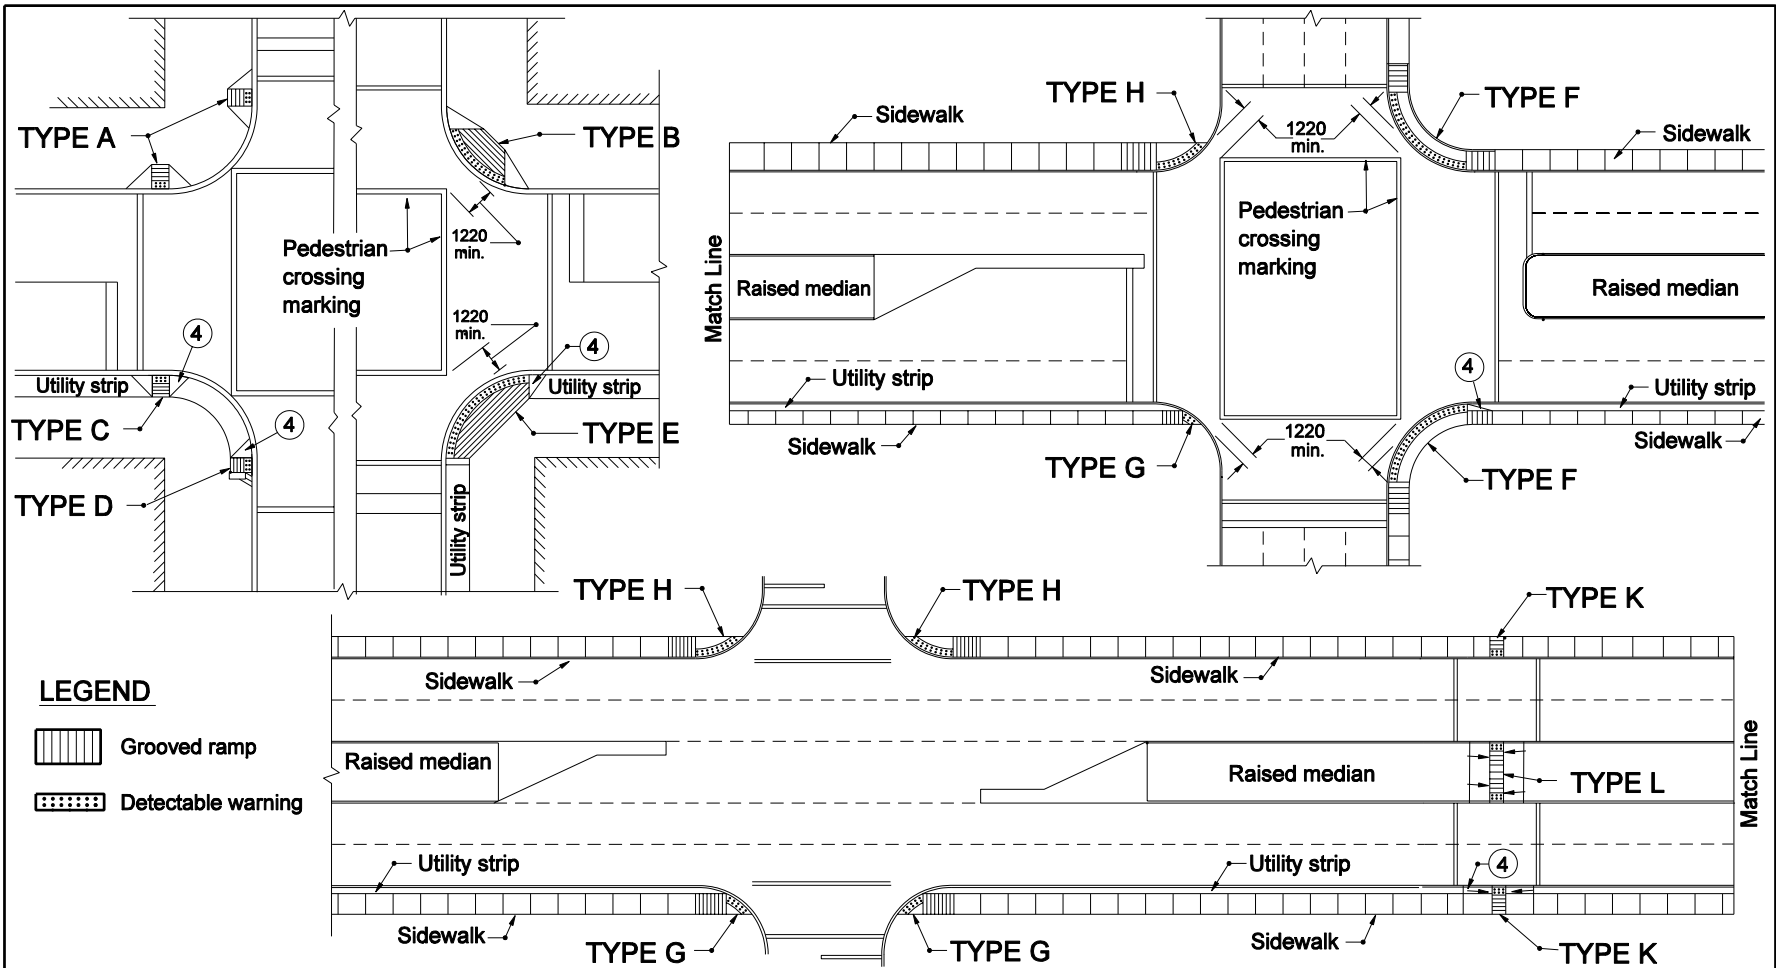 TYPE A
TYPE B
1220
min.
Pedestrian
crossing
marking
1220
min.
4
4
Utility strip
Utility strip
TYPE C
4
TYPE E
TYPE D
Utility strip
TYPE H
TYPE F
Sidewalk
1220
min.
Sidewalk
Pedestrian
crossing
marking
Match Line
Raised median
Raised median
4
Utility strip
Utility strip
Sidewalk
1220
min.
Sidewalk
TYPE G
TYPE F
TYPE H
TYPE H
TYPE K
Sidewalk
Sidewalk
LEGEND
Grooved ramp
Detectable warning
Raised median
Raised median
TYPE L
Match Line
Utility strip
Utility strip
4
Sidewalk
Sidewalk
TYPE G
TYPE G
TYPE K